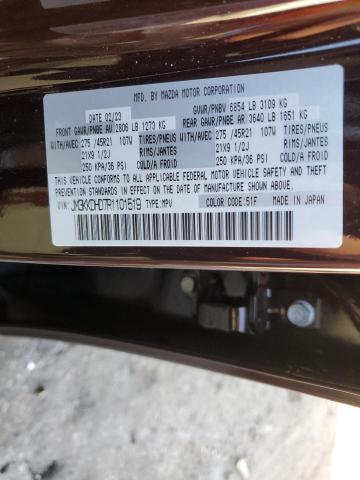 MFD. BY MAZDA MOTOR CORPORATION
DATE: 02/23 GVWR/PNBV 6854 LB 3109 KG
FRONT GAWR/PNBE AV 2806 LB 1273 KG REAR GAWR/PNBE AR 3640 LB 1651 KG
WITH/AVEC 275 /45R21 107W TIRES/PNEUS WITH/AVEC 275 /45R21 107W TIRES/PNEUS
21X9 1/2J RIMS/JANTES 21X9 1/2J RIMS/JANTES
250 KPA/36 PSI COLD/A FROID 250 KPA/36 PSI COLD/A FROID
THIS VEHICLE CONFORMS TO ALL APPLICABLE FEDERAL MOTOR VEHICLE SAFETY, BUMPER, AND THEFT PREVENTION STANDARDS IN EFFECT ON THE DATE OF MANUFACTURE SHOWN ABOVE.
VIN: JM3KKDHD7R1101519 TYPE:MPV COLOR CODE:51F
MADE IN JAPAN